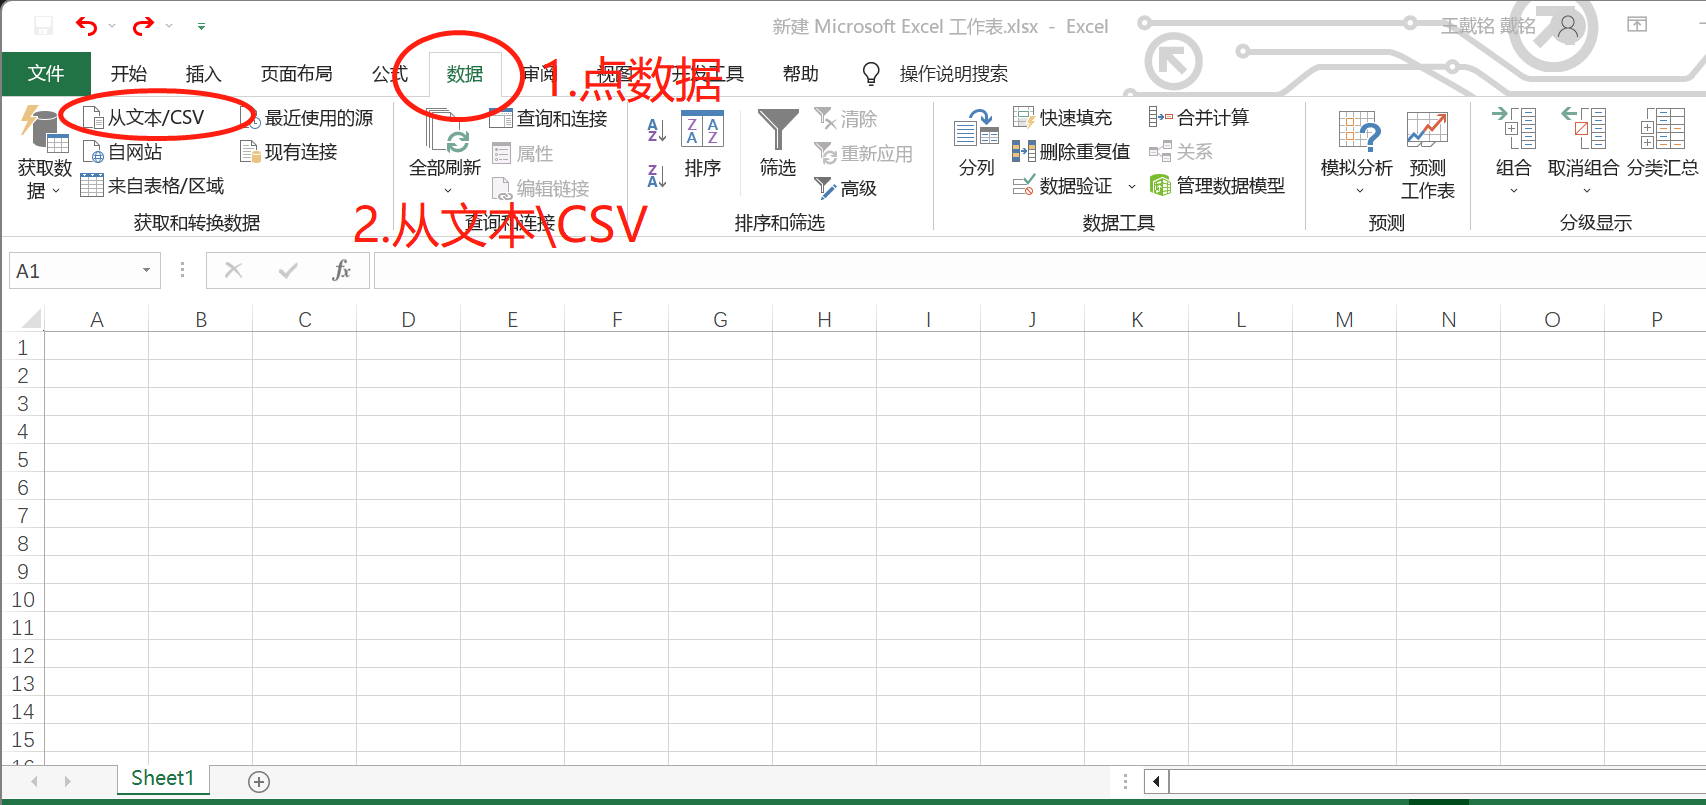 新建 Microsoft Excel 工作表.xlsx - Excel
王戴铭 戴铭
文件 开始 插入 页面布局 公式 数据 审阅 视图 开发工具 帮助 操作说明搜索
1.点数据
获取数据
从文本/CSV
自网站
来自表格/区域
最近使用的源
现有连接
获取和转换数据
全部刷新
查询和连接
属性
编辑链接
查询和连接
2.从文本\CSV
排序
筛选
清除
重新应用
高级
排序和筛选
分列
快速填充
删除重复值
数据验证
合并计算
关系
管理数据模型
数据工具
模拟分析
预测
工作表
预测
组合
取消组合
分类汇总
分级显示
A1
fx
A B C D E F G H I J K L M N O P
1
2
3
4
5
6
7
8
9
10
11
12
13
14
15
16
Sheet1